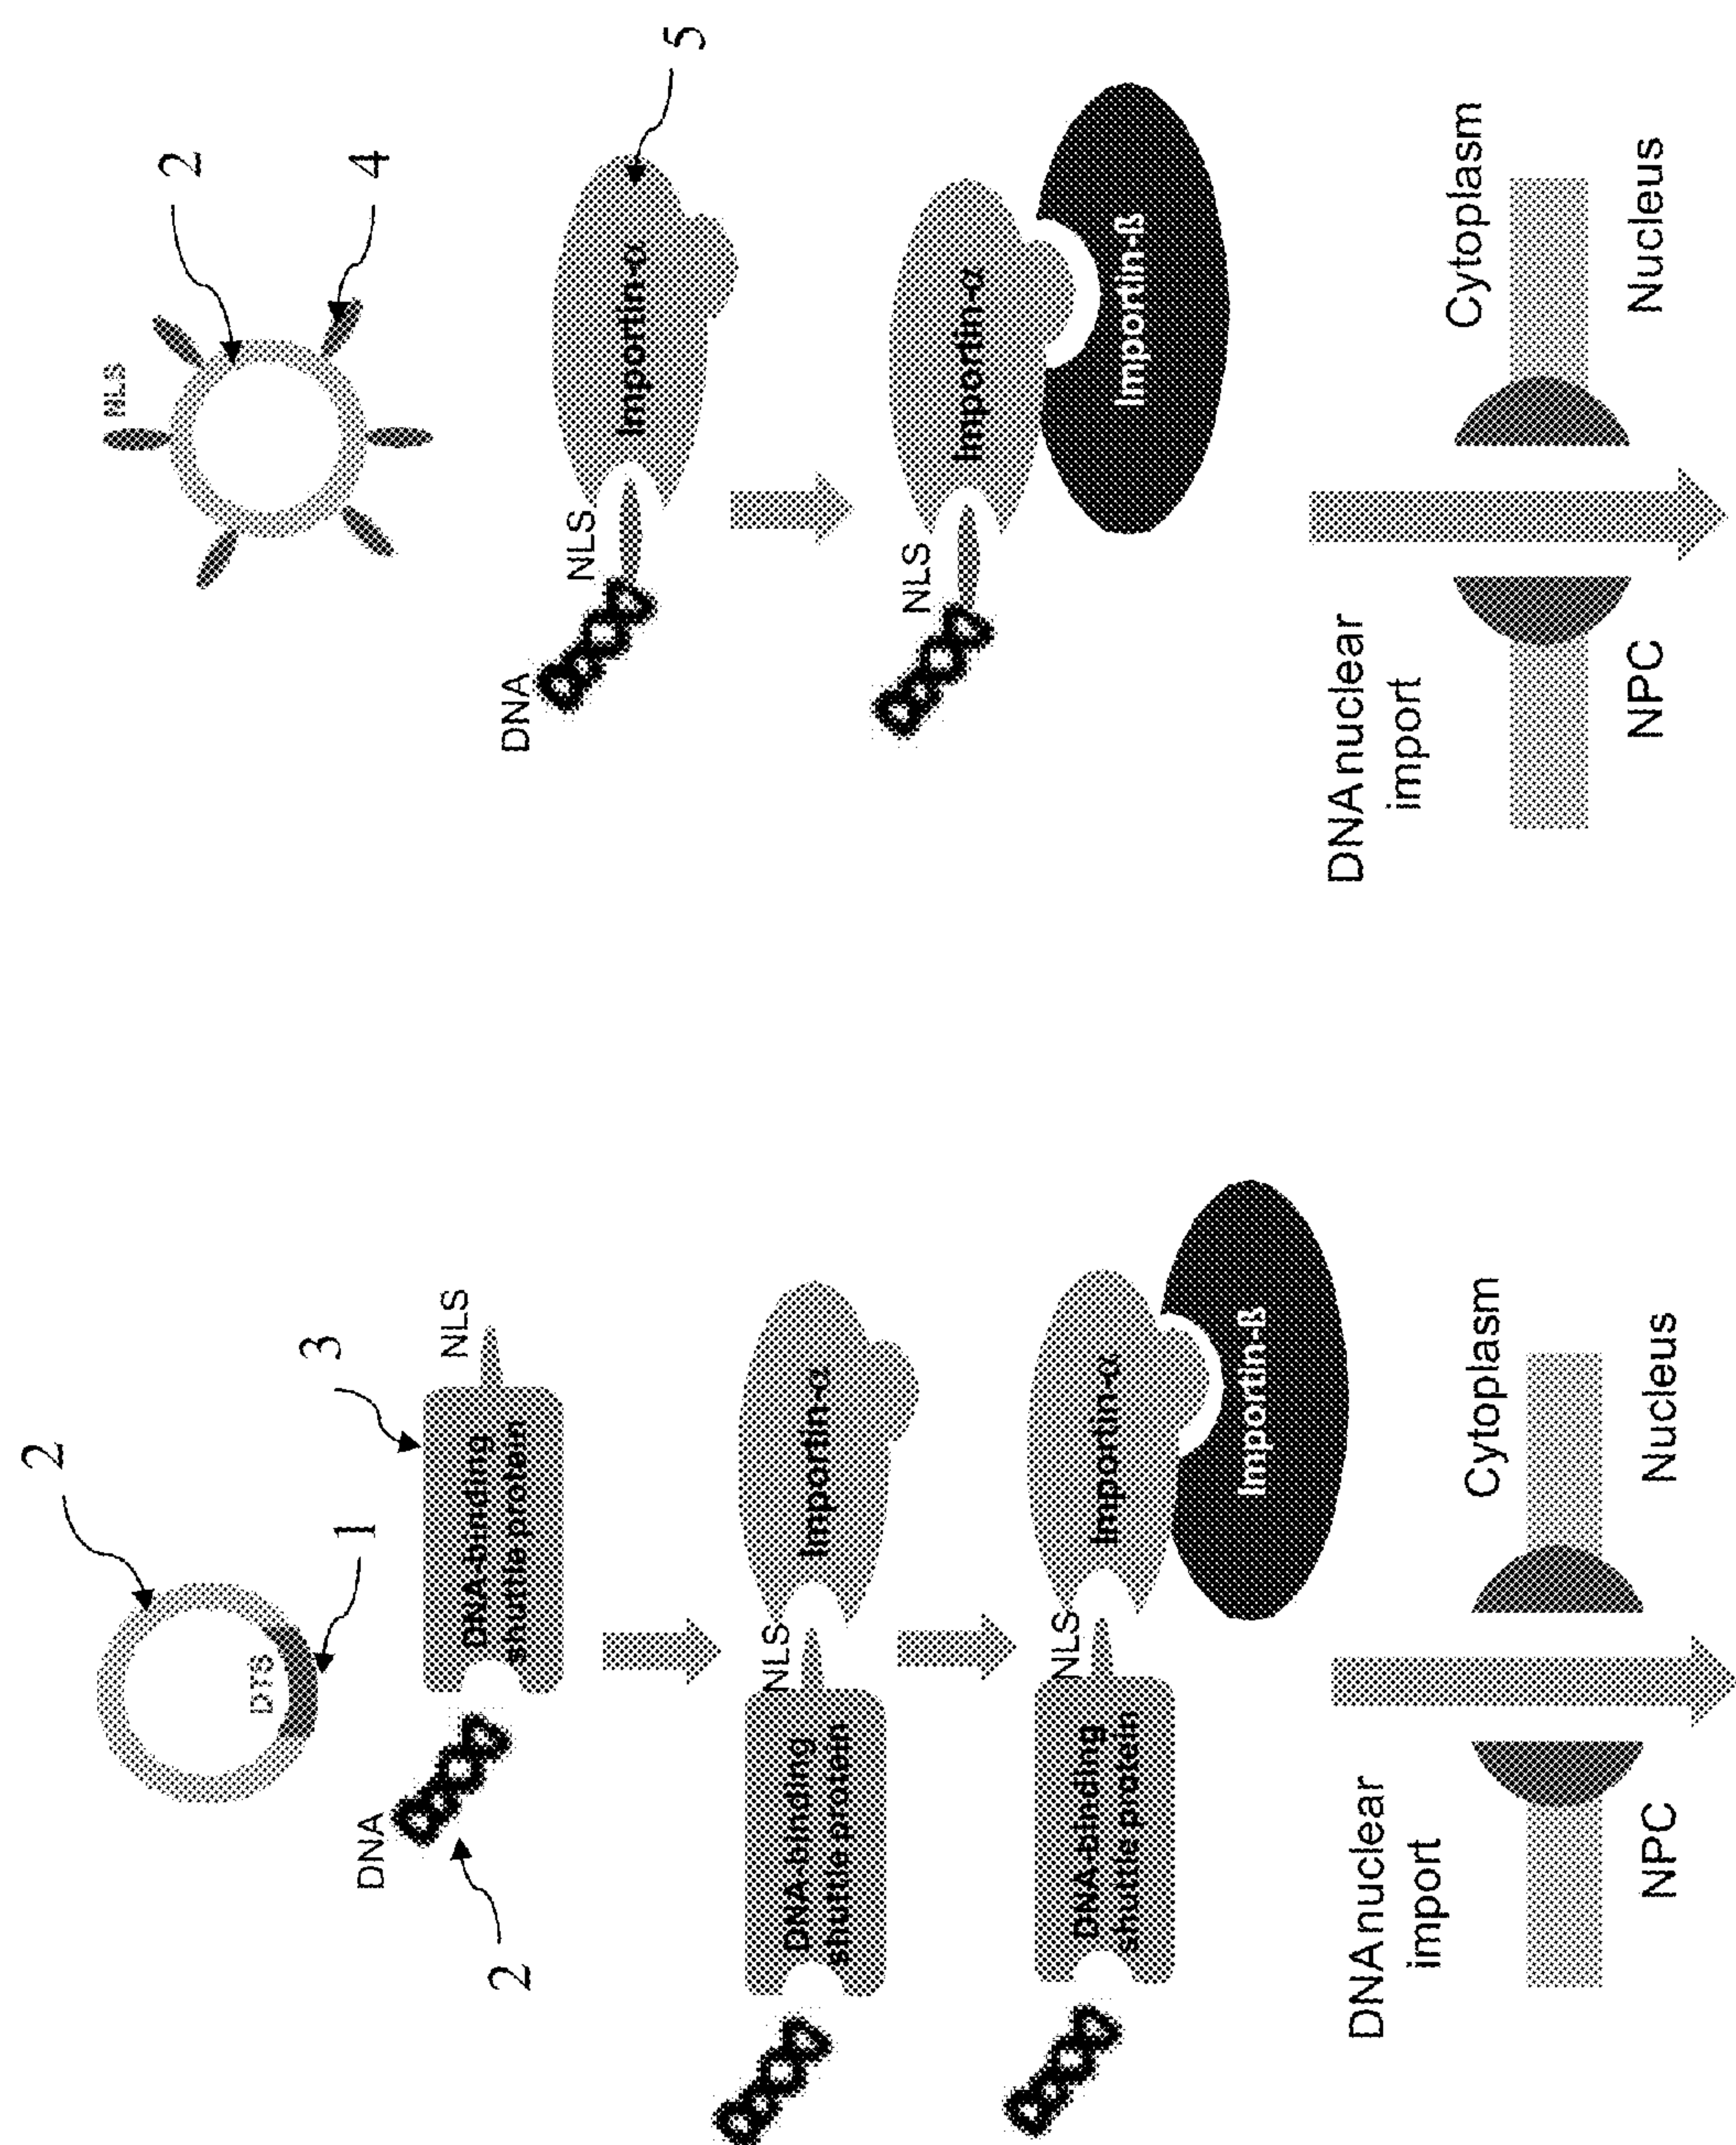 2
DTS
1
3
DNA
NLS
DNA-binding
shuttle protein
2
NLS
DNA-binding
shuttle protein
Importin-α
NLS
DNA-binding
shuttle protein
Importin-α
Importin-ß
DNA nuclear
import
Cytoplasm
NPC
Nucleus
NLS
2
4
DNA
NLS
Importin-α
5
NLS
Importin-α
Importin-ß
DNA nuclear
import
Cytoplasm
NPC
Nucleus